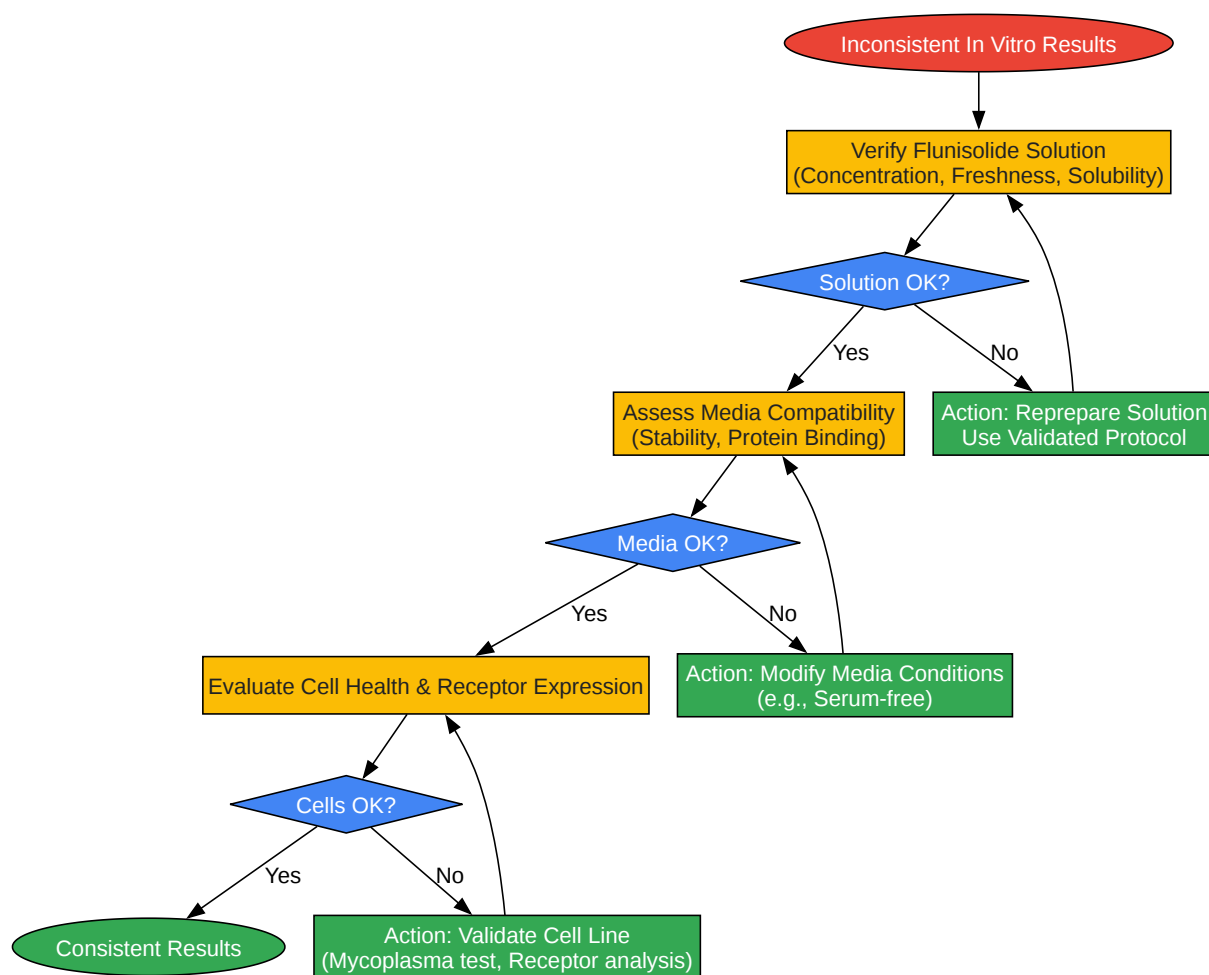 Inconsistent In Vitro Results
Verify Flunisolide Solution
(Concentration, Freshness, Solubility)
Solution OK?
Yes
No
Assess Media Compatibility
(Stability, Protein Binding)
Action: Reprepare Solution
Use Validated Protocol
Media OK?
Yes
No
Evaluate Cell Health & Receptor Expression
Action: Modify Media Conditions
(e.g., Serum-free)
Cells OK?
Yes
No
Consistent Results
Action: Validate Cell Line
(Mycoplasma test, Receptor analysis)